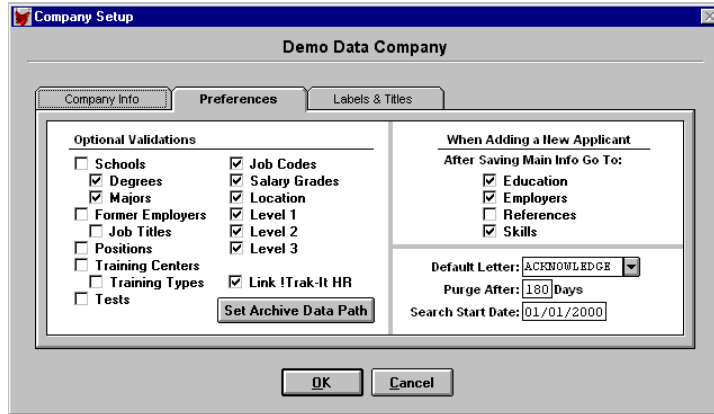 Company Setup
Demo Data Company
Company Info
Preferences
Labels & Titles
Optional Validations
Schools
Degrees
Majors
Former Employers
Job Titles
Positions
Training Centers
Training Types
Tests
Job Codes
Salary Grades
Location
Level 1
Level 2
Level 3
Link !Trak-It HR
Set Archive Data Path
When Adding a New Applicant
After Saving Main Info Go To:
Education
Employers
References
Skills
Default Letter: ACKNOWLEDGE
Purge After: 180 Days
Search Start Date: 01/01/2000
OK
Cancel